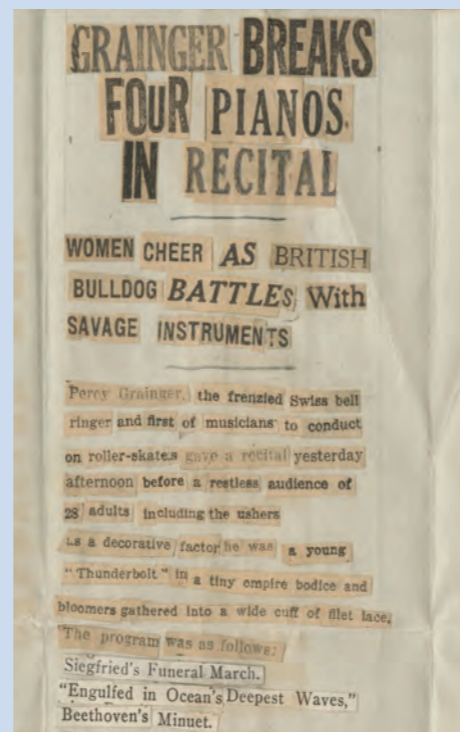 GRAINGER BREAKS
FOUR PIANOS.
IN RECITAL
WOMEN CHEER AS BRITISH
BULLDOG BATTLES With
SAVAGE INSTRUMENTS
Percy Grainger, the frenzied Swiss bell
ringer and first of musicians to conduct
on roller-skates gave a recital yesterday
afternoon before a restless audience of
28 adults including the ushers
as a decorative factor he was a young
"Thunderbolt" in a tiny empire bodice and
bloomers gathered into a wide cuff of filet lace.
The program was as follows:
Siegfried's Funeral March.
"Engulfed in Ocean's Deepest Waves,"
Beethoven's Minuet.